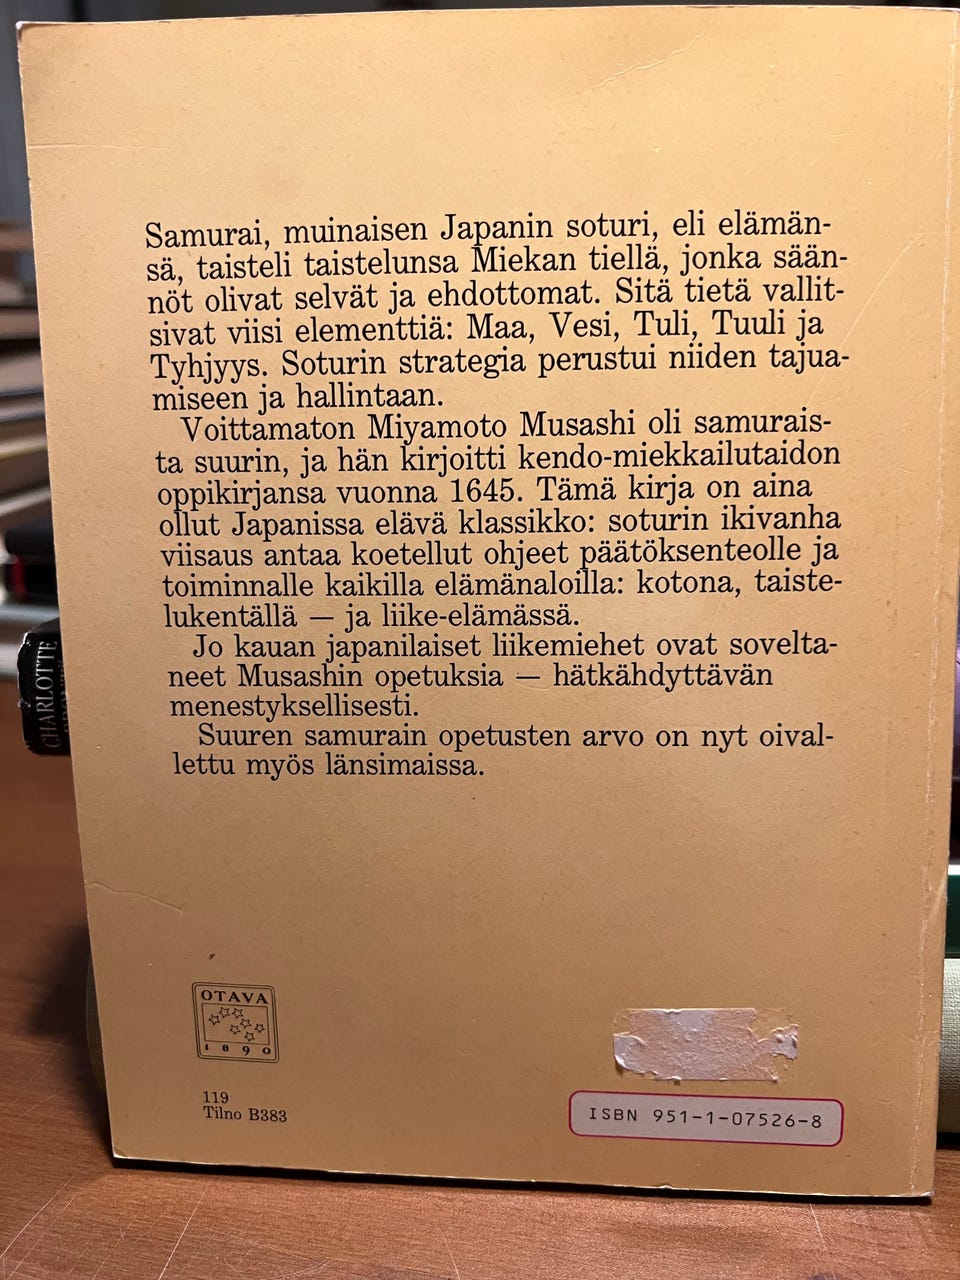 Samurai, muinaisen Japanin soturi, eli elämän-
sä, taisteli taistelunsa Miekan tiellä, jonka sään-
nöt olivat selvät ja ehdottomat. Sitä tietä vallit-
sivat viisi elementtiä: Maa, Vesi, Tuli, Tuuli ja
Tyhjyys. Soturin strategia perustui niiden tajua-
miseen ja hallintaan.
Voittamaton Miyamoto Musashi oli samurais-
ta suurin, ja hän kirjoitti kendo-miekkailutaidon
oppikirjansa vuonna 1645. Tämä kirja on aina
ollut Japanissa elävä klassikko: soturin ikivanha
viisaus antaa koetellut ohjeet päätöksenteolle ja
toiminnalle kaikilla elämänaloilla: kotona, taiste-
lukentällä — ja liike-elämässä.
Jo kauan japanilaiset liikemiehet ovat sovelta-
neet Musashin opetuksia — hätkähdyttävän
menestyksellisesti.
Suuren samurain opetusten arvo on nyt oival-
lettu myös länsimaissa.
CHARLOTTE
OTAVA
1890
119
Tilno B383
ISBN 951-1-07526-8